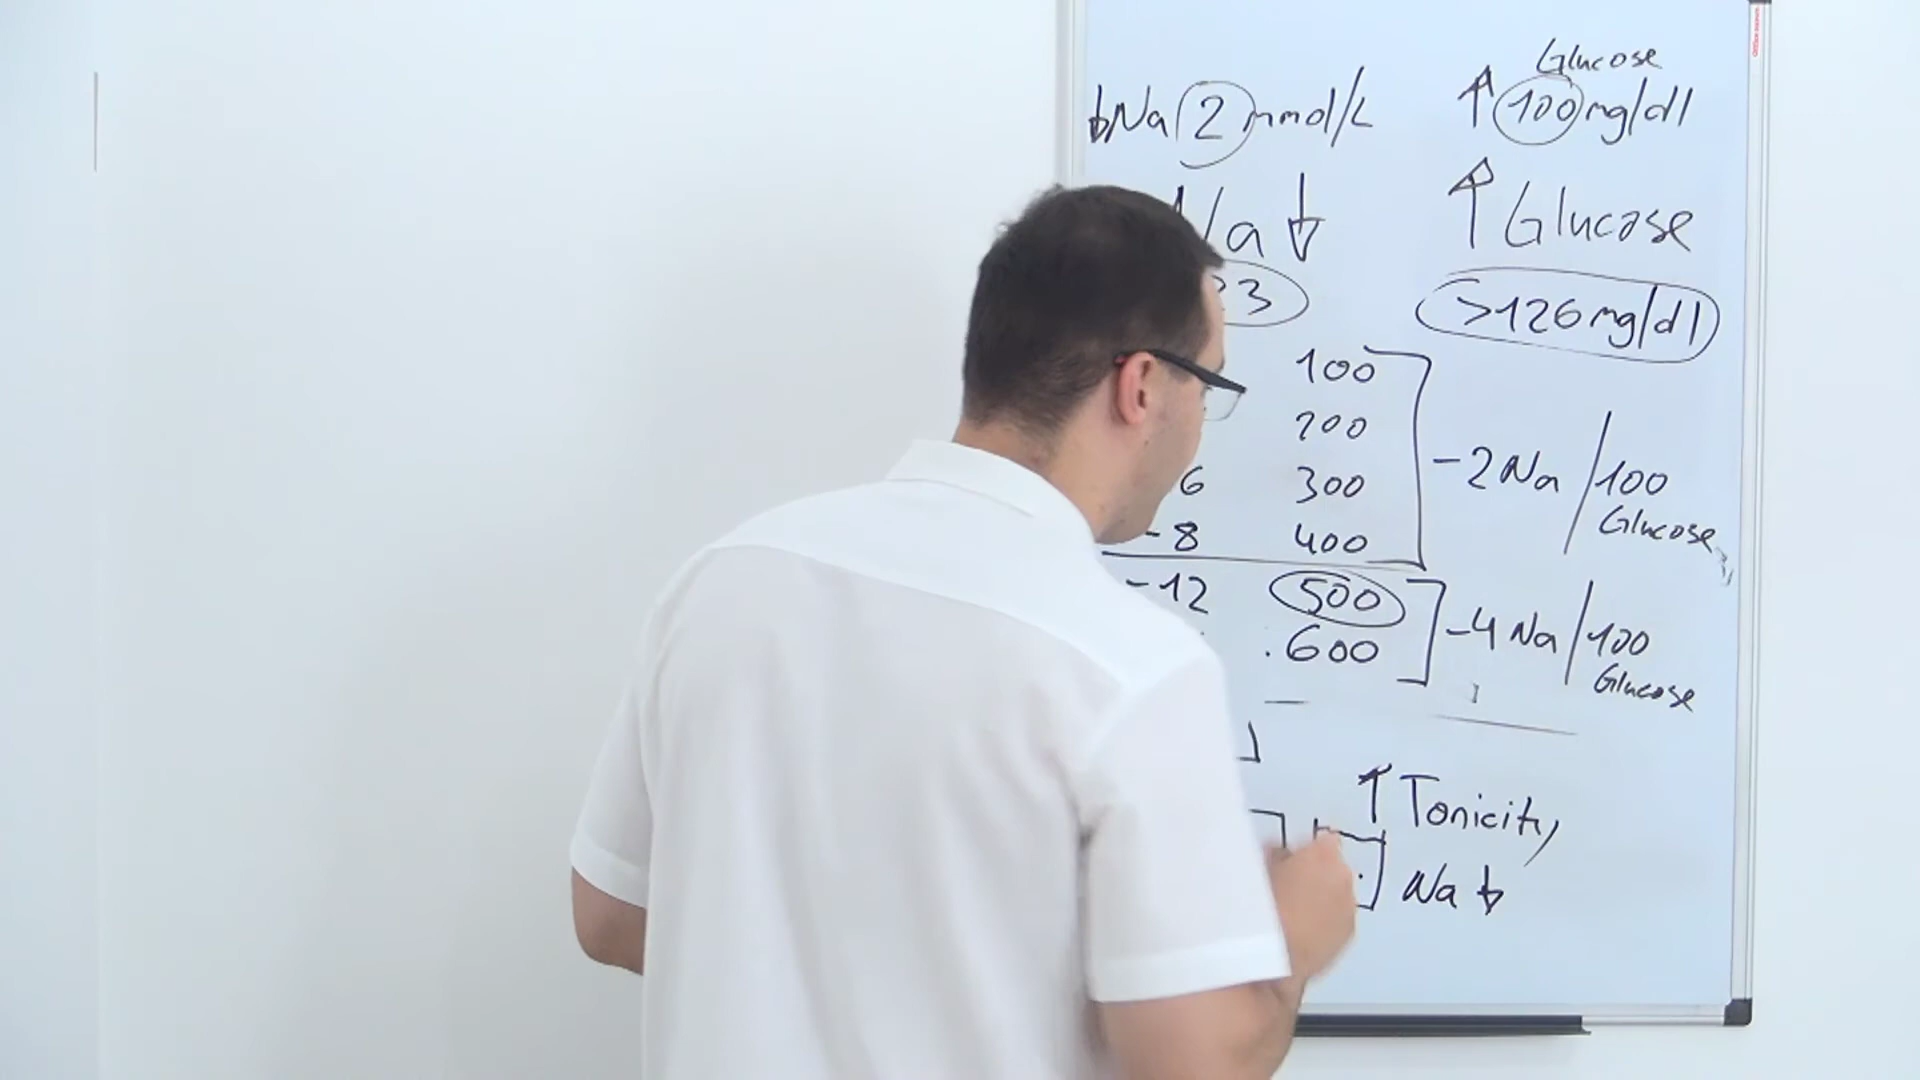 Glucose
↓Na 2 mmol/L ↑ 100 mg/dl
Na ↓ ↑ Glucose
3 >126 mg/dl
100
200
6 300
-8 400
-2 Na / 100 Glucose
-12 500
600
-4 Na / 100 Glucose
↑ Tonicity
Na ↓